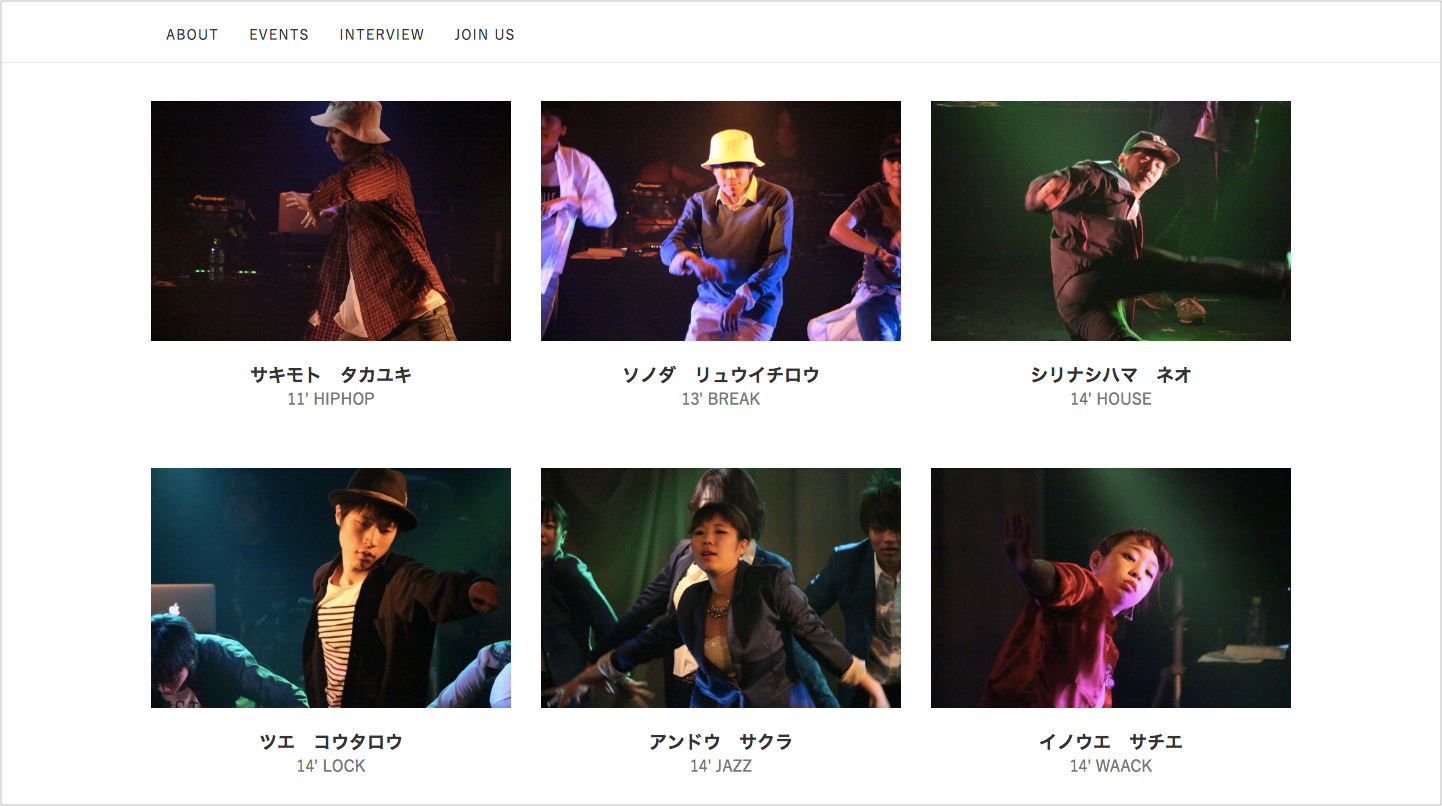 ABOUT EVENTS INTERVIEW JOIN US
Pioneer
Pioneer
サキモト　タカユキ
11' HIPHOP
ソノダ　リュウイチロウ
13' BREAK
シリナシハマ　ネオ
14' HOUSE
ツエ　コウタロウ
14' LOCK
アンドウ　サクラ
14' JAZZ
イノウエ　サチエ
14' WAACK